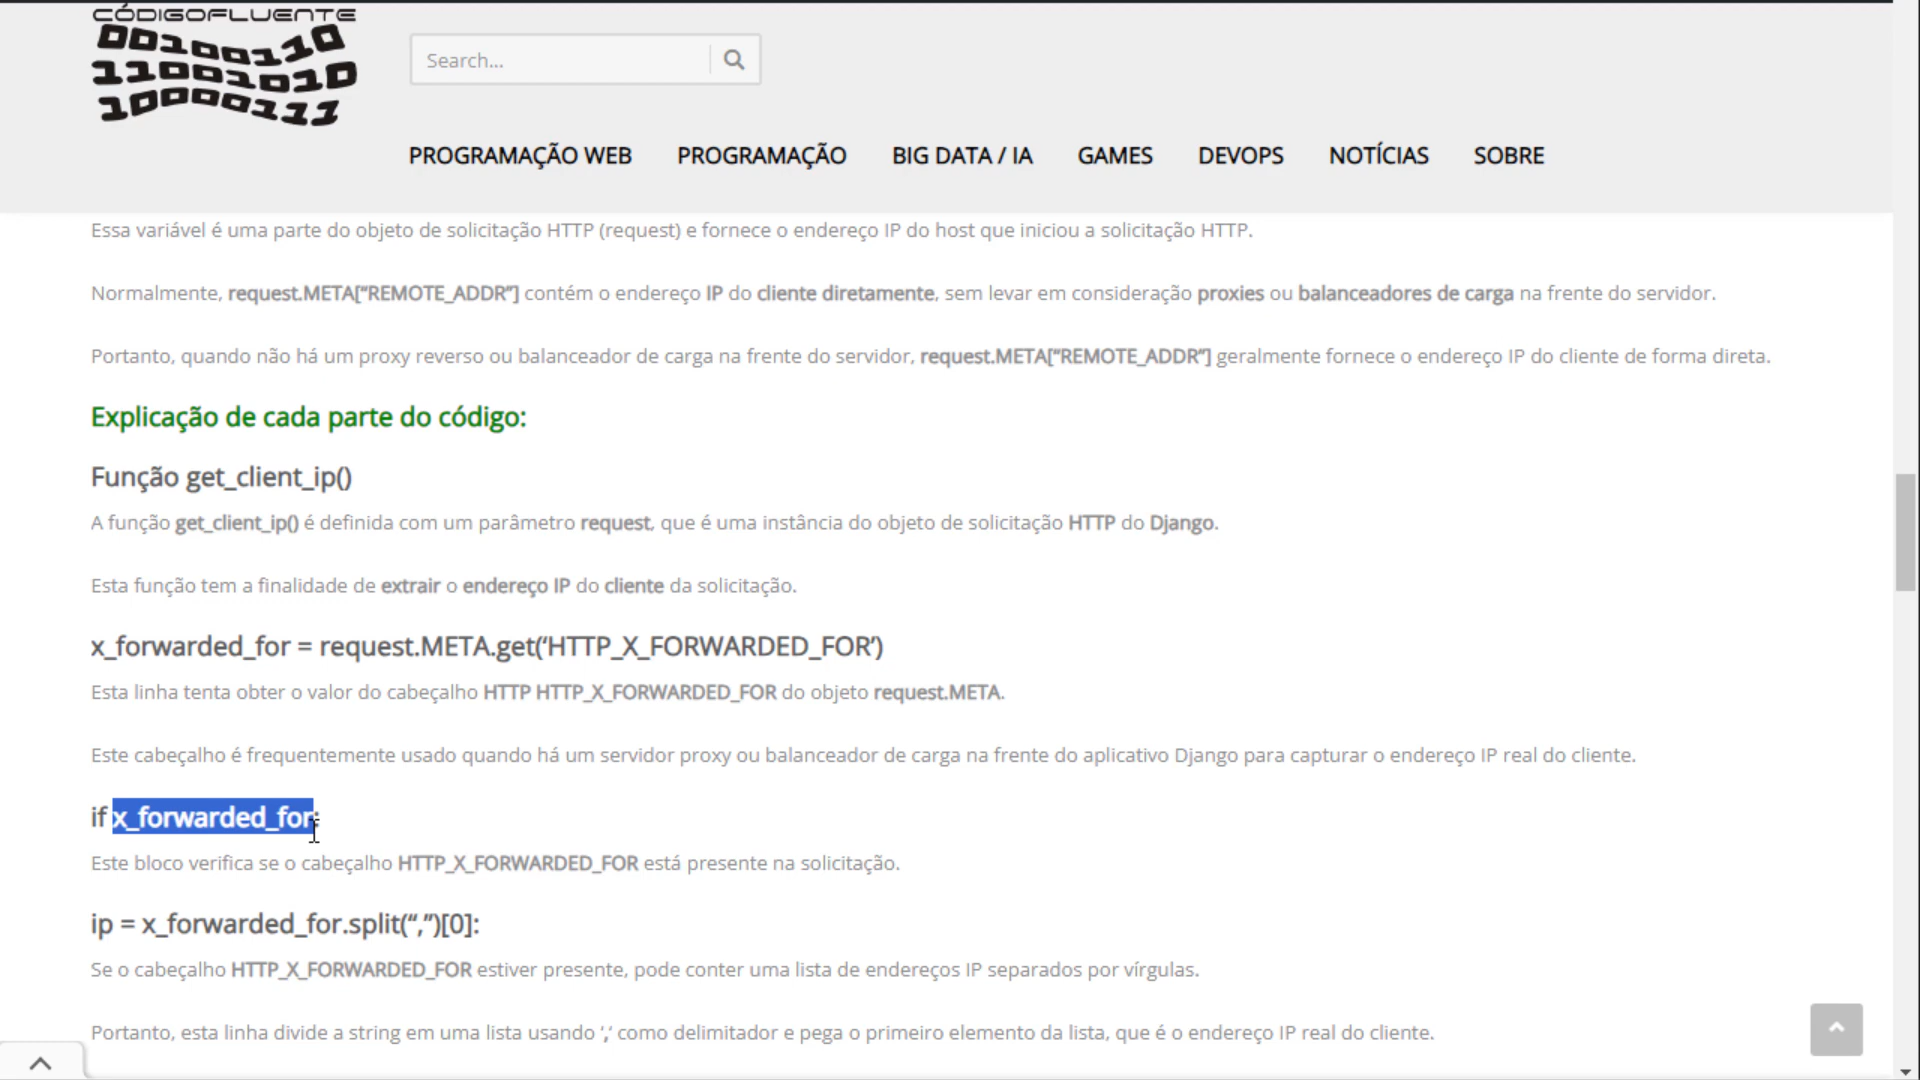 CÓDIGOFLUENTE
00100110
11001010
10000111
Search...
PROGRAMAÇÃO WEB PROGRAMAÇÃO BIG DATA / IA GAMES DEVOPS NOTÍCIAS SOBRE
Essa variável é uma parte do objeto de solicitação HTTP (request) e fornece o endereço IP do host que iniciou a solicitação HTTP.
Normalmente, request.META[“REMOTE_ADDR”] contém o endereço IP do cliente diretamente, sem levar em consideração proxies ou balanceadores de carga na frente do servidor.
Portanto, quando não há um proxy reverso ou balanceador de carga na frente do servidor, request.META[“REMOTE_ADDR”] geralmente fornece o endereço IP do cliente de forma direta.
Explicação de cada parte do código:
Função get_client_ip()
A função get_client_ip() é definida com um parâmetro request, que é uma instância do objeto de solicitação HTTP do Django.
Esta função tem a finalidade de extrair o endereço IP do cliente da solicitação.
x_forwarded_for = request.META.get(‘HTTP_X_FORWARDED_FOR’)
Esta linha tenta obter o valor do cabeçalho HTTP HTTP_X_FORWARDED_FOR do objeto request.META.
Este cabeçalho é frequentemente usado quando há um servidor proxy ou balanceador de carga na frente do aplicativo Django para capturar o endereço IP real do cliente.
if x_forwarded_for:
Este bloco verifica se o cabeçalho HTTP_X_FORWARDED_FOR está presente na solicitação.
ip = x_forwarded_for.split(“,”)[0]:
Se o cabeçalho HTTP_X_FORWARDED_FOR estiver presente, pode conter uma lista de endereços IP separados por vírgulas.
Portanto, esta linha divide a string em uma lista usando ‘,‘ como delimitador e pega o primeiro elemento da lista, que é o endereço IP real do cliente.